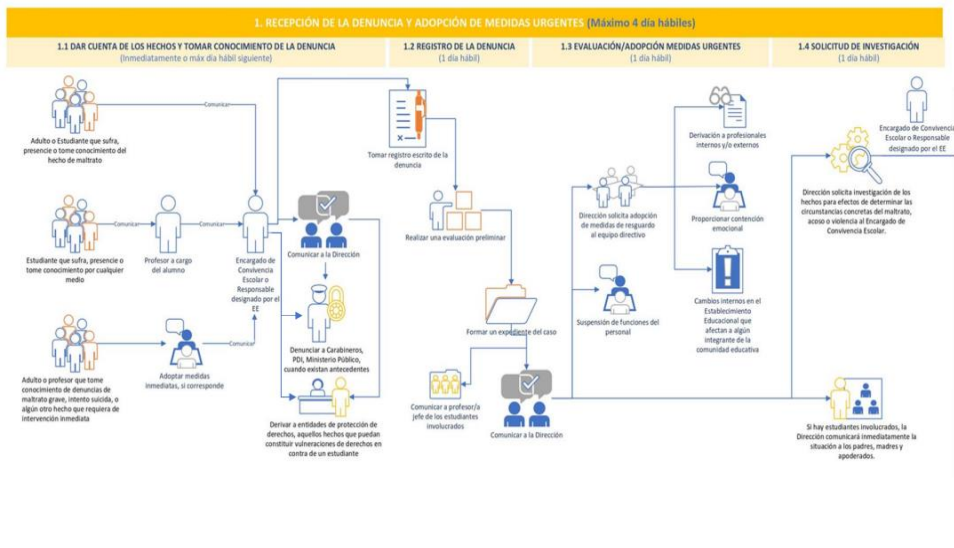 1. RECEPCIÓN DE LA DENUNCIA Y ADOPCIÓN DE MEDIDAS URGENTES (Máximo 4 día hábiles)
1.1 DAR CUENTA DE LOS HECHOS Y TOMAR CONOCIMIENTO DE LA DENUNCIA
(Inmediatamente o máx día hábil siguiente)
1.2 REGISTRO DE LA DENUNCIA
(1 día hábil)
1.3 EVALUACIÓN/ADOPCIÓN MEDIDAS URGENTES
(1 día hábil)
1.4 SOLICITUD DE INVESTIGACIÓN
(1 día hábil)
Comunicar
Adulto o Estudiante que sufra,
presencie o tome conocimiento del
hecho de maltrato
Comunicar
Comunicar
Estudiante que sufra, presencie o
tome conocimiento por cualquier
medio
Profesor a cargo
del alumno
Encargado de
Convivencia
Escolar o
Responsable
designado por el
EE
Comunicar
Adulto o profesor que tome
conocimiento de denuncias de
maltrato grave, intento suicida, o
algún otro hecho que requiera de
intervención inmediata
Adoptar medidas
inmediatas, si corresponde
Comunicar a la Dirección
Denunciar a Carabineros,
PDI, Ministerio Público,
cuando existan antecedentes
Derivar a entidades de protección de
derechos, aquellos hechos que puedan
constituir vulneraciones de derechos en
contra de un estudiante
Tomar registro escrito de la
denuncia
Realizar una evaluación preliminar
Formar un expediente del caso
Comunicar a profesor/a
jefe de los estudiantes
involucrados
Comunicar a la Dirección
Dirección solicita adopción
de medidas de resguardo
al equipo directivo
Suspensión de funciones del
personal
Derivación a profesionales
internos y/o externos
Proporcionar contención
emocional
Cambios internos en el
Establecimiento
Educacional que
afectan a algún
integrante de la
comunidad educativa
Encargado de Convivencia
Escolar o Responsable
designado por el EE
Dirección solicita investigación de los
hechos para efectos de determinar las
circunstancias concretas del maltrato,
acoso o violencia al Encargado de
Convivencia Escolar.
Si hay estudiantes involucrados, la
Dirección comunicará inmediatamente la
situación a los padres, madres y
apoderados.